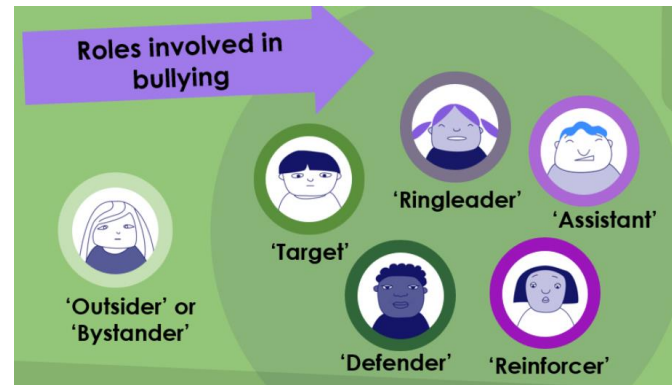 Roles involved in
bullying
‘Ringleader’
‘Assistant’
‘Target’
‘Outsider’ or
‘Bystander’
‘Defender’
‘Reinforcer’